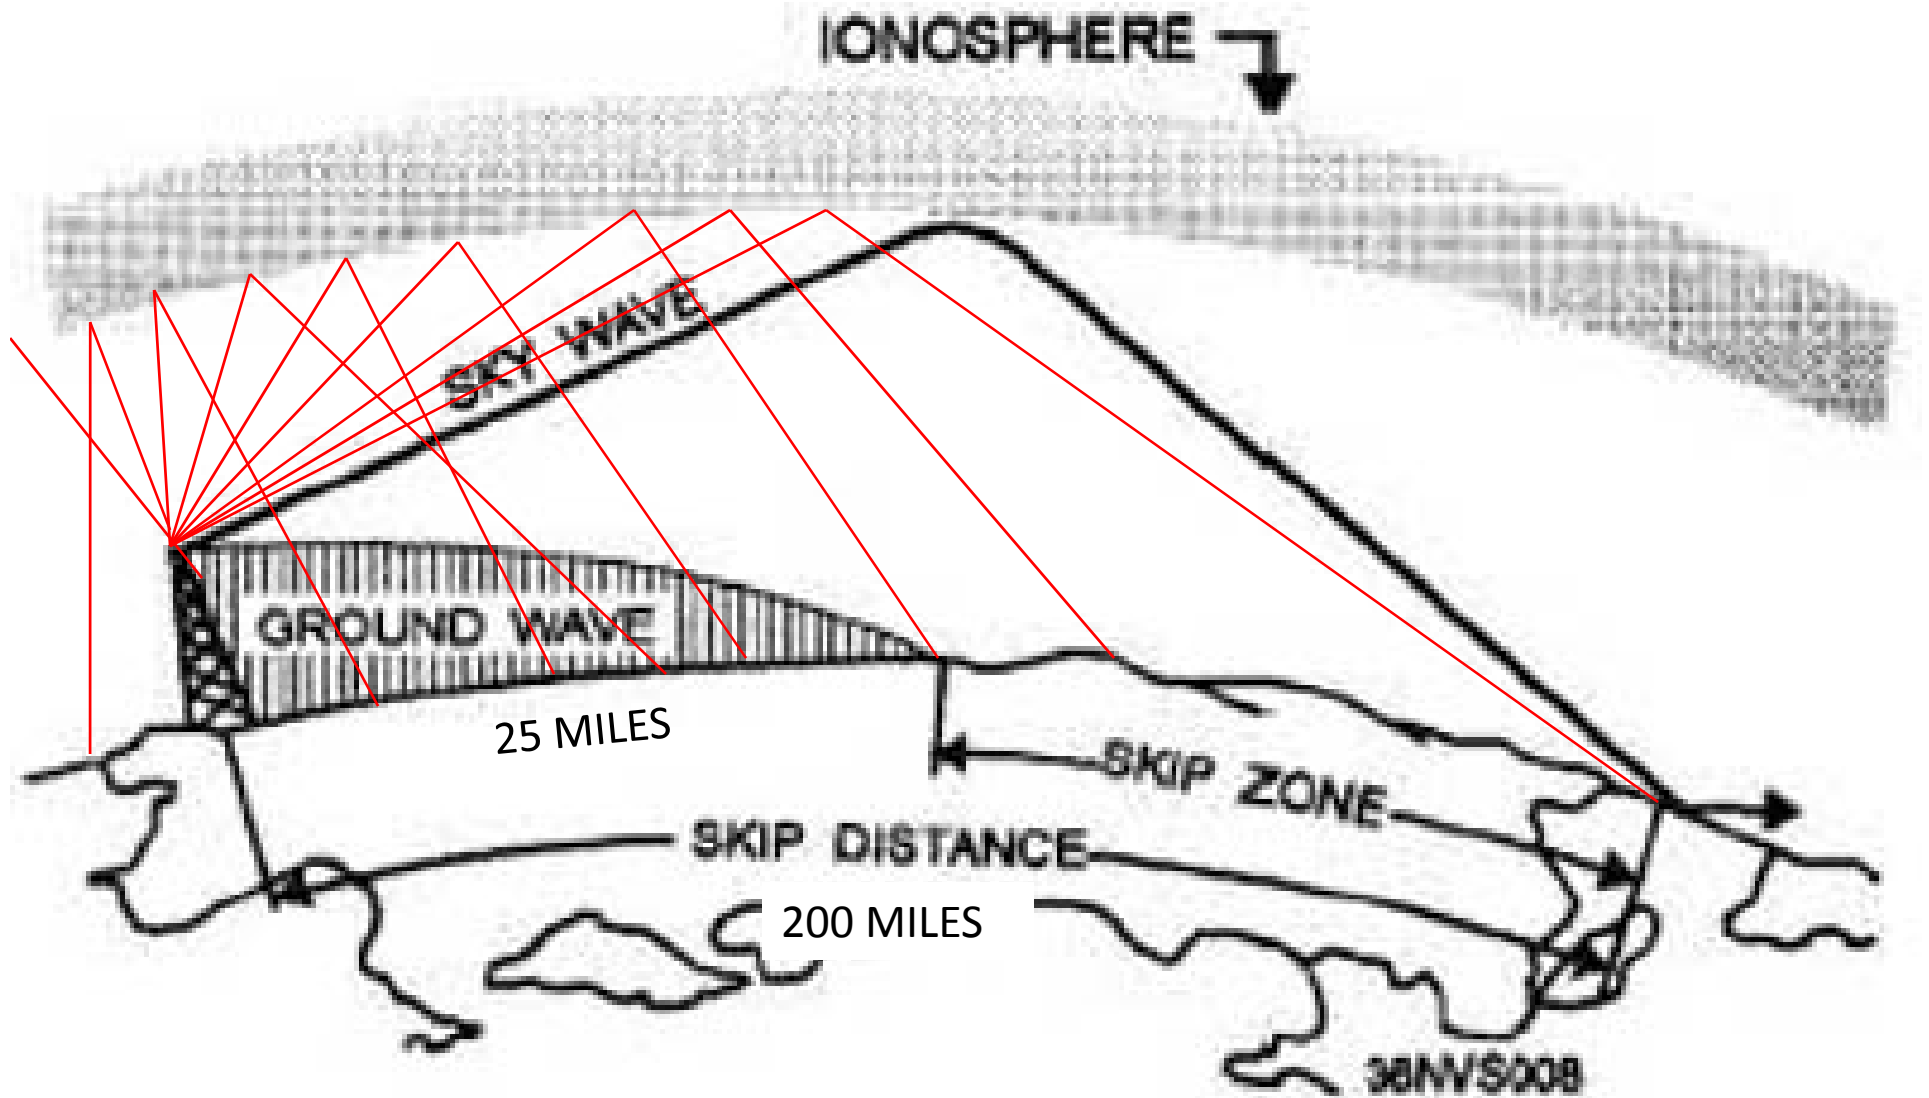 IONOSPHERE
SKY WAVE
GROUND WAVE
25 MILES
SKIP ZONE
SKIP DISTANCE
200 MILES
36NVS008